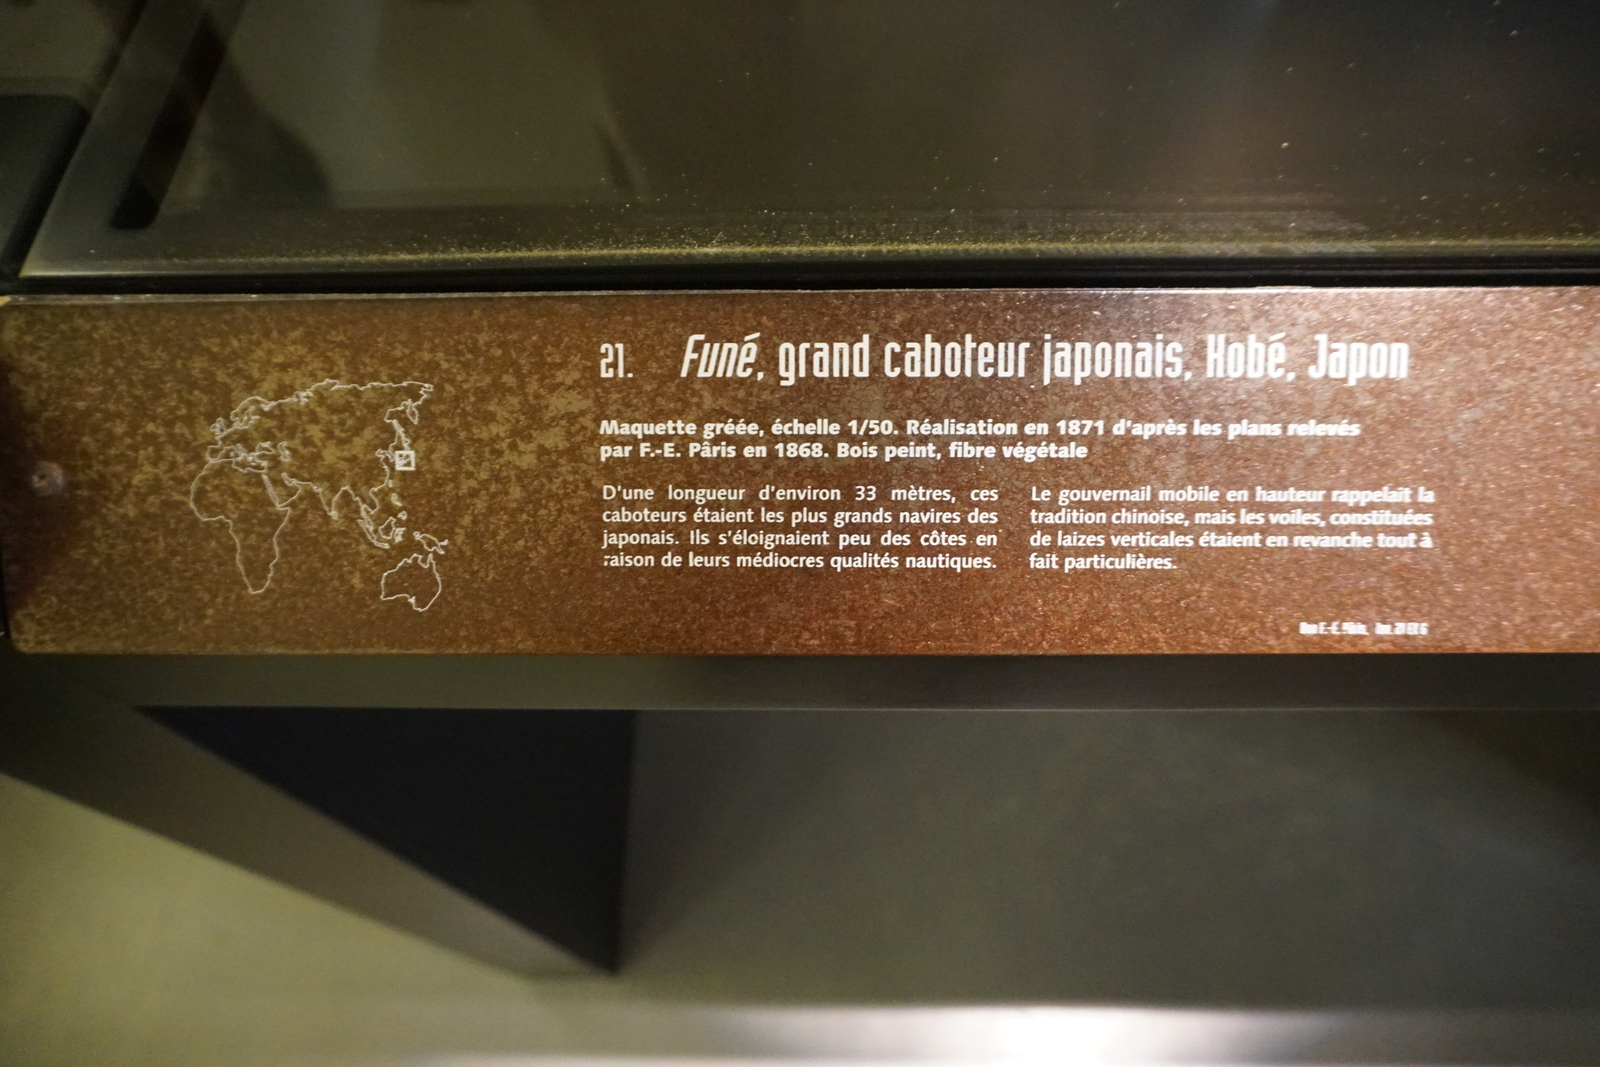 21. Funé, grand caboteur japonais, Kobé, Japon
Maquette gréée, échelle 1/50. Réalisation en 1871 d'après les plans relevés
par F.-E. Pâris en 1868. Bois peint, fibre végétale
D'une longueur d'environ 33 mètres, ces
caboteurs étaient les plus grands navires des
japonais. Ils s'éloignaient peu des côtes en
raison de leurs médiocres qualités nautiques.
Le gouvernail mobile en hauteur rappelait la
tradition chinoise, mais les voiles, constituées
de laizes verticales étaient en revanche tout à
fait particulières.
Don F.-E. Pâris,